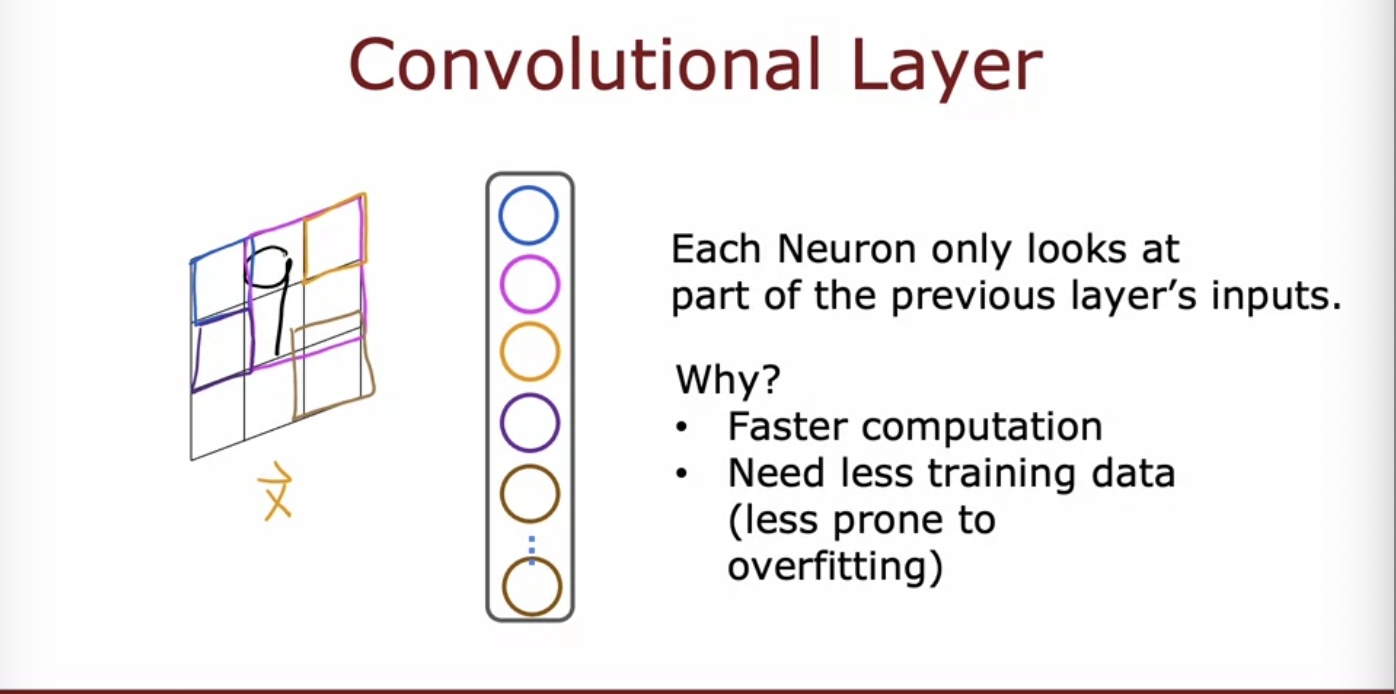 Convolutional Layer
9
x⃗
Each Neuron only looks at
part of the previous layer’s inputs.
Why?
• Faster computation
• Need less training data
(less prone to
overfitting)